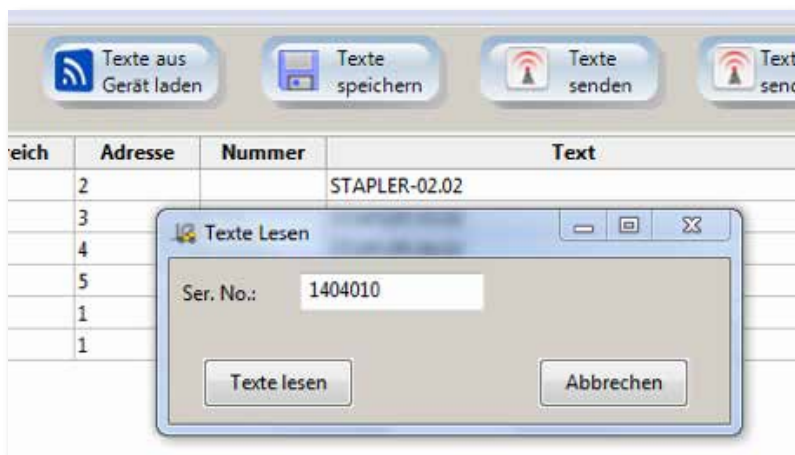 Texte aus
Gerät laden
Texte
speichern
Texte
senden
Text
send
eich Adresse Nummer Text
2 STAPLER-02.02
3
4
5
1
1
Texte Lesen
Ser. No.: 1404010
Texte lesen Abbrechen